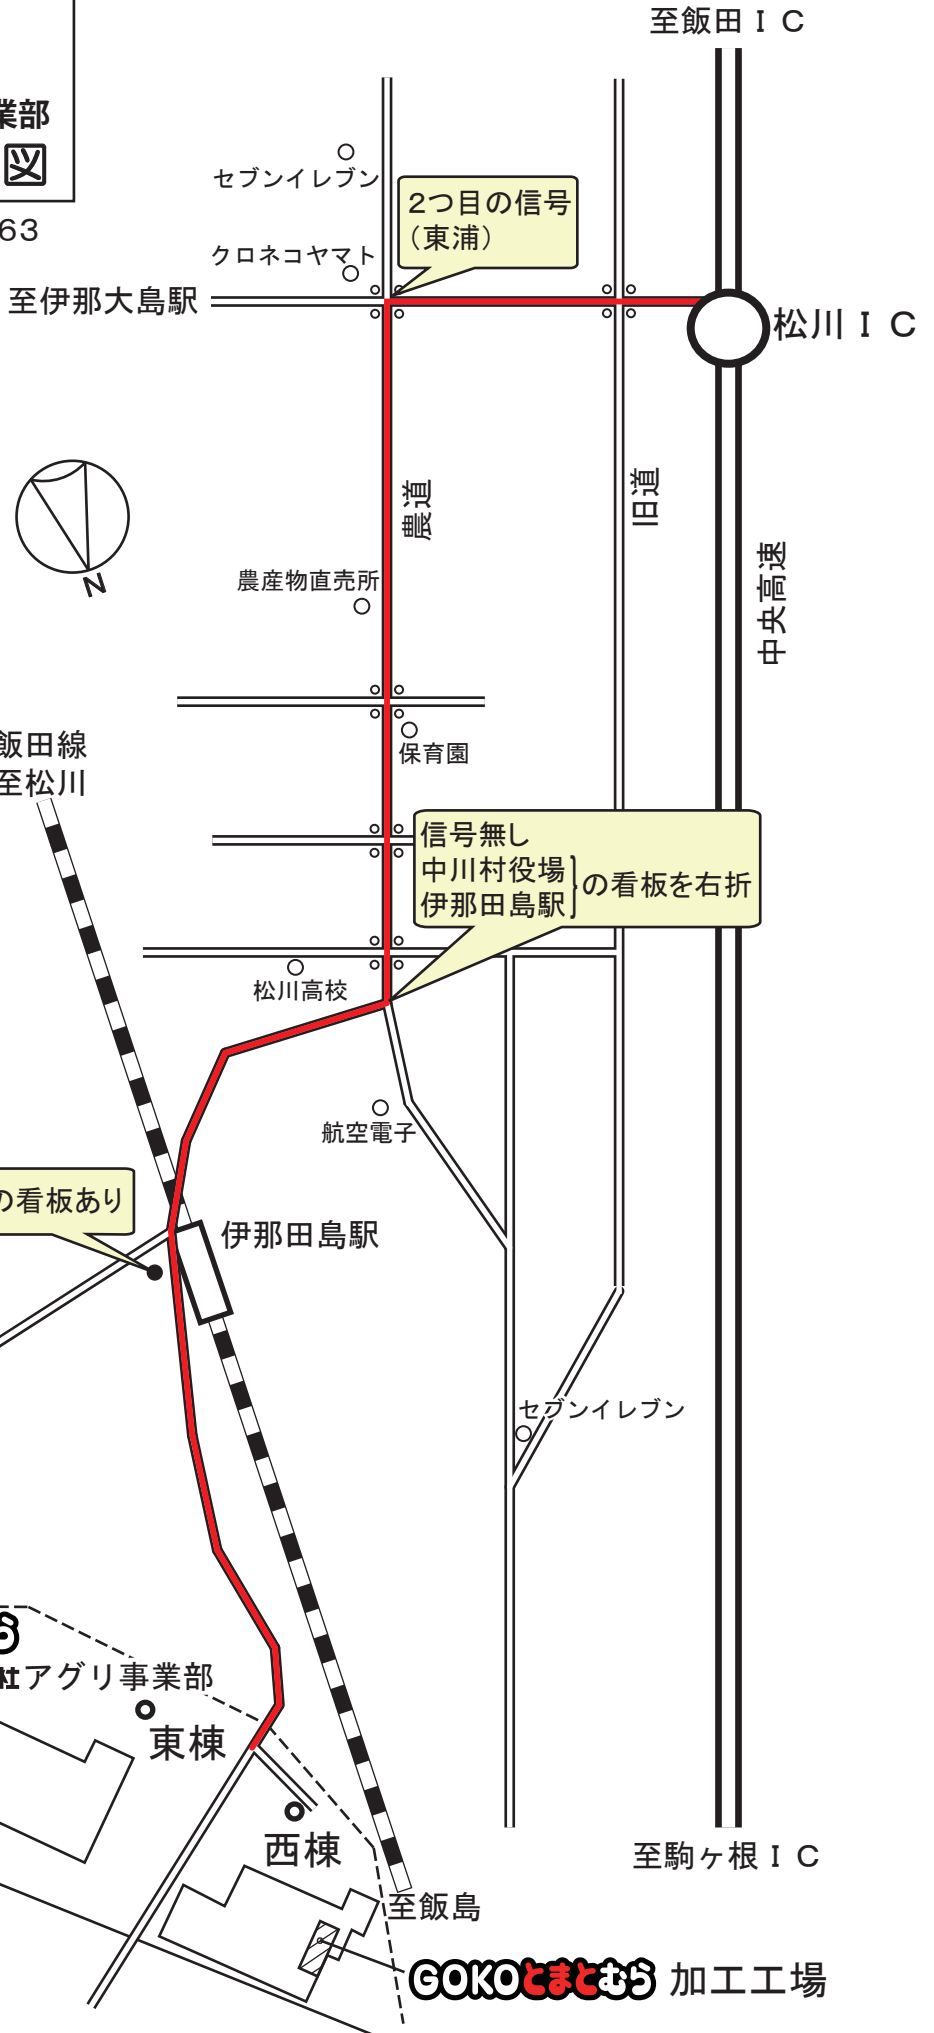 至飯田ＩＣ
業部
図
63
セブンイレブン
2つ目の信号
（東浦）
クロネコヤマト
至伊那大島駅
松川ＩＣ
農道
旧道
中央高速
N
農産物直売所
保育園
飯田線
至松川
信号無し
中川村役場
伊那田島駅
の看板を右折
松川高校
航空電子
の看板あり
伊那田島駅
セブンイレブン
社アグリ事業部
東棟
西棟
至駒ヶ根ＩＣ
至飯島
GOKOとまとむら 加工工場